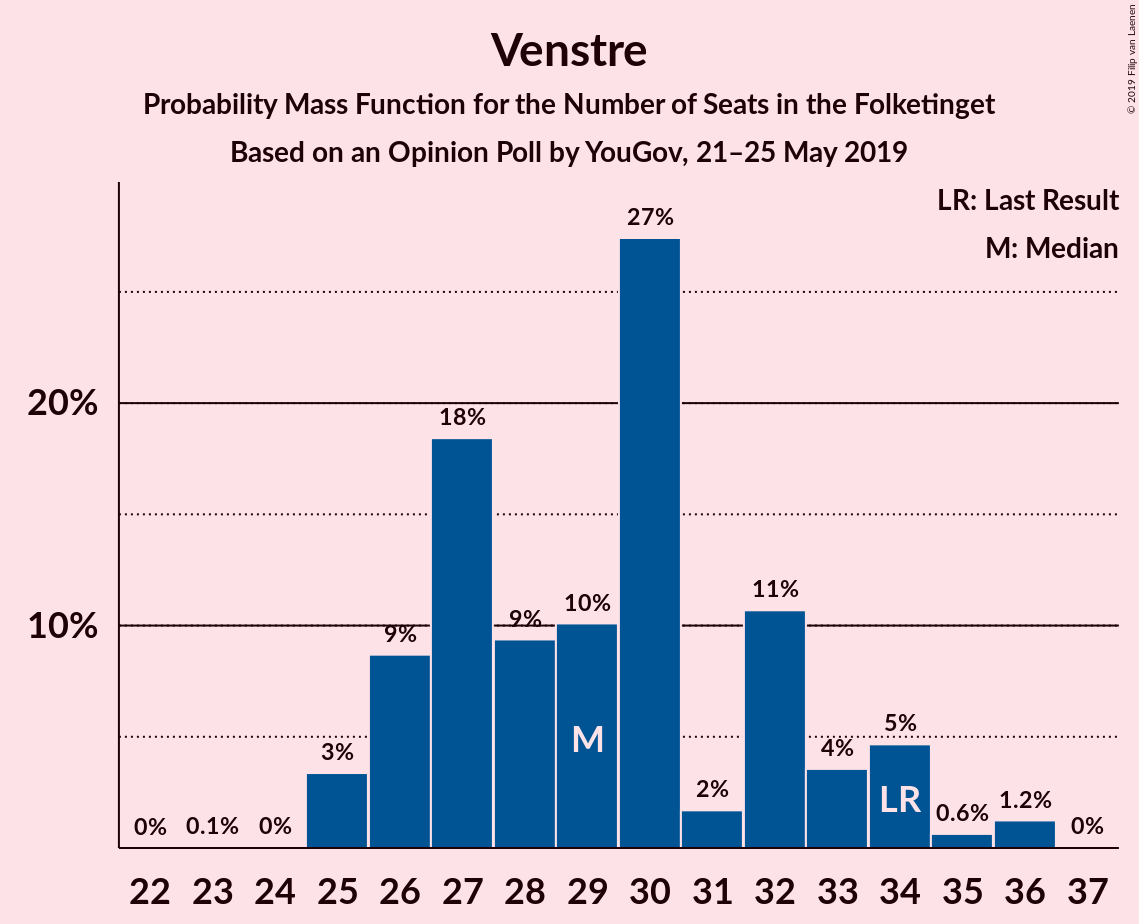 Venstre
Probability Mass Function for the Number of Seats in the Folketinget
Based on an Opinion Poll by YouGov, 21–25 May 2019
© 2019 Filip van Laenen
LR: Last Result
M: Median
20%
10%
0%
0.1%
0%
3%
9%
18%
9%
10%
27%
2%
11%
4%
5%
0.6%
1.2%
0%
M
LR
22 23 24 25 26 27 28 29 30 31 32 33 34 35 36 37